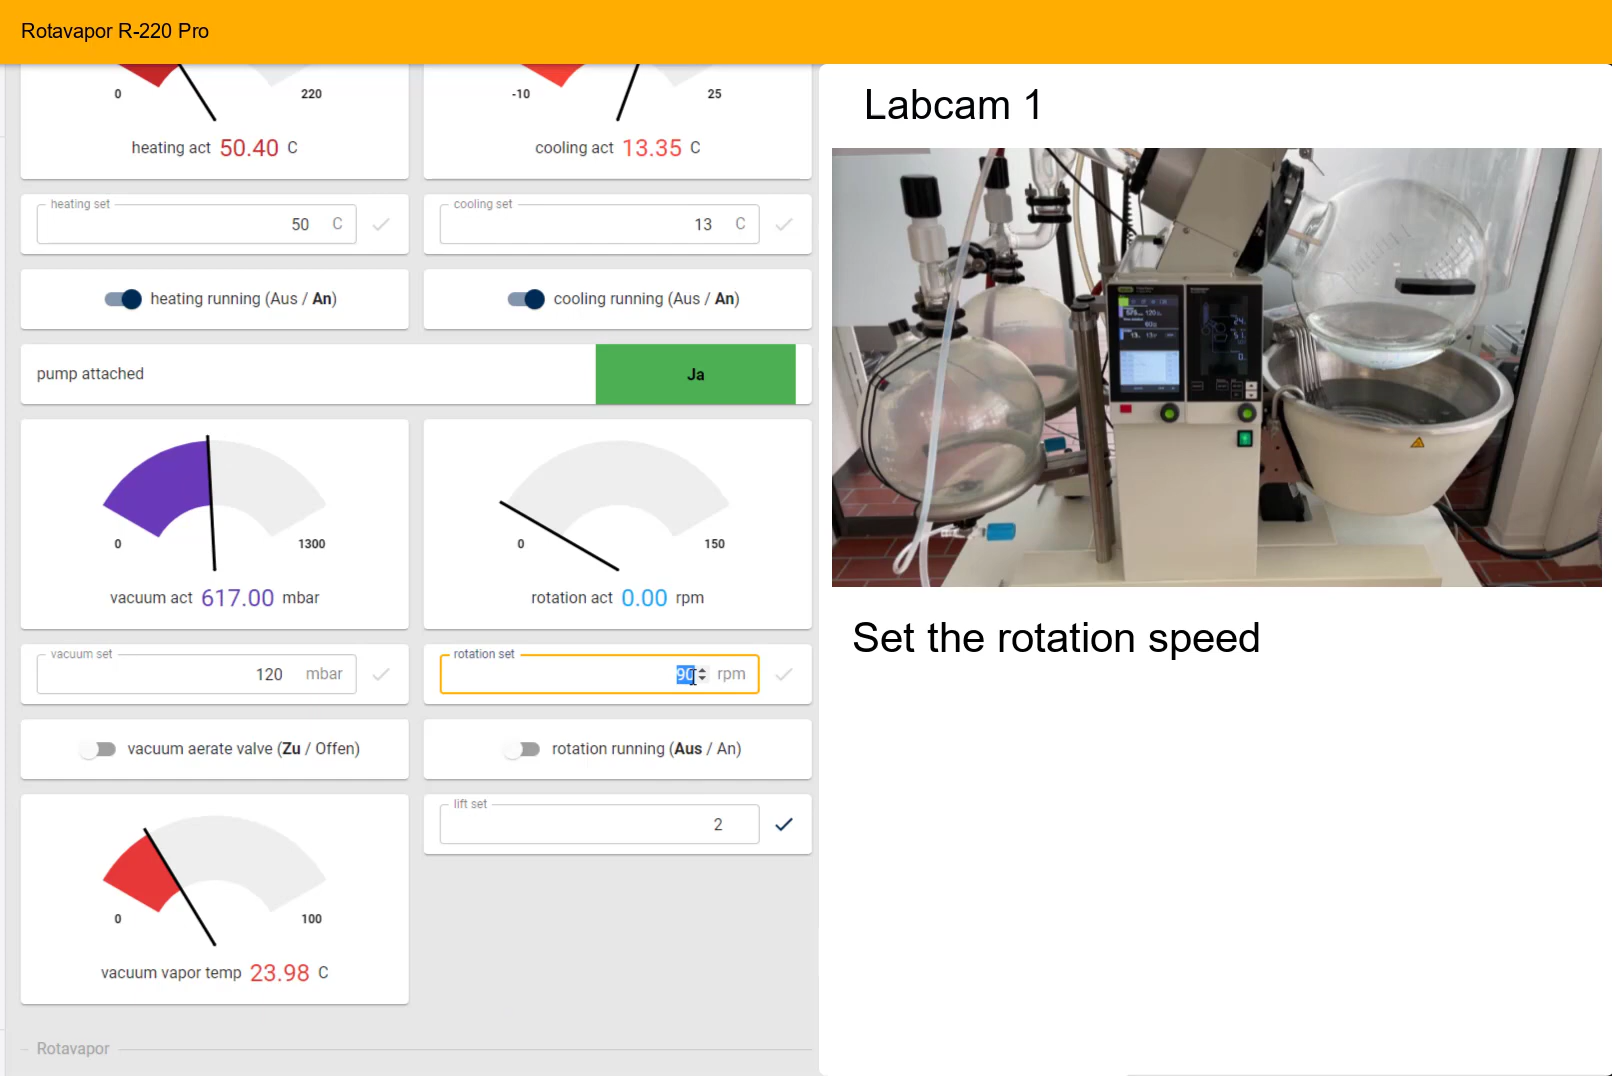 Rotavapor R-220 Pro
0 220
heating act 50.40 C
-10 25
cooling act 13.35 C
heating set
50 C
cooling set
13 C
heating running (Aus / An)
cooling running (Aus / An)
pump attached Ja
0 1300
vacuum act 617.00 mbar
0 150
rotation act 0.00 rpm
vacuum set
120 mbar
rotation set
90 rpm
vacuum aerate valve (Zu / Offen)
rotation running (Aus / An)
0 100
vacuum vapor temp 23.98 C
lift set
2
Rotavapor
Labcam 1
Set the rotation speed